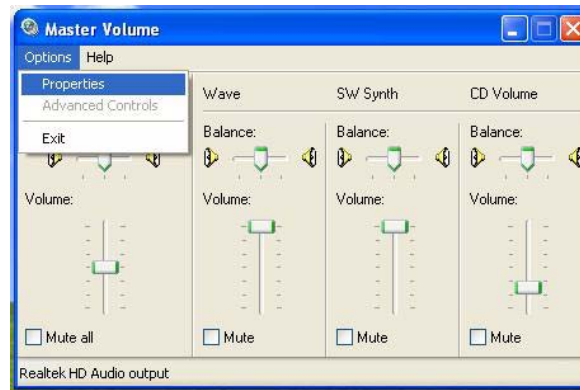 Master Volume
Options Help
Properties
Advanced Controls
Exit
Wave SW Synth CD Volume
Balance: Balance: Balance:
Volume: Volume: Volume: Volume:
Mute all Mute Mute Mute
Realtek HD Audio output